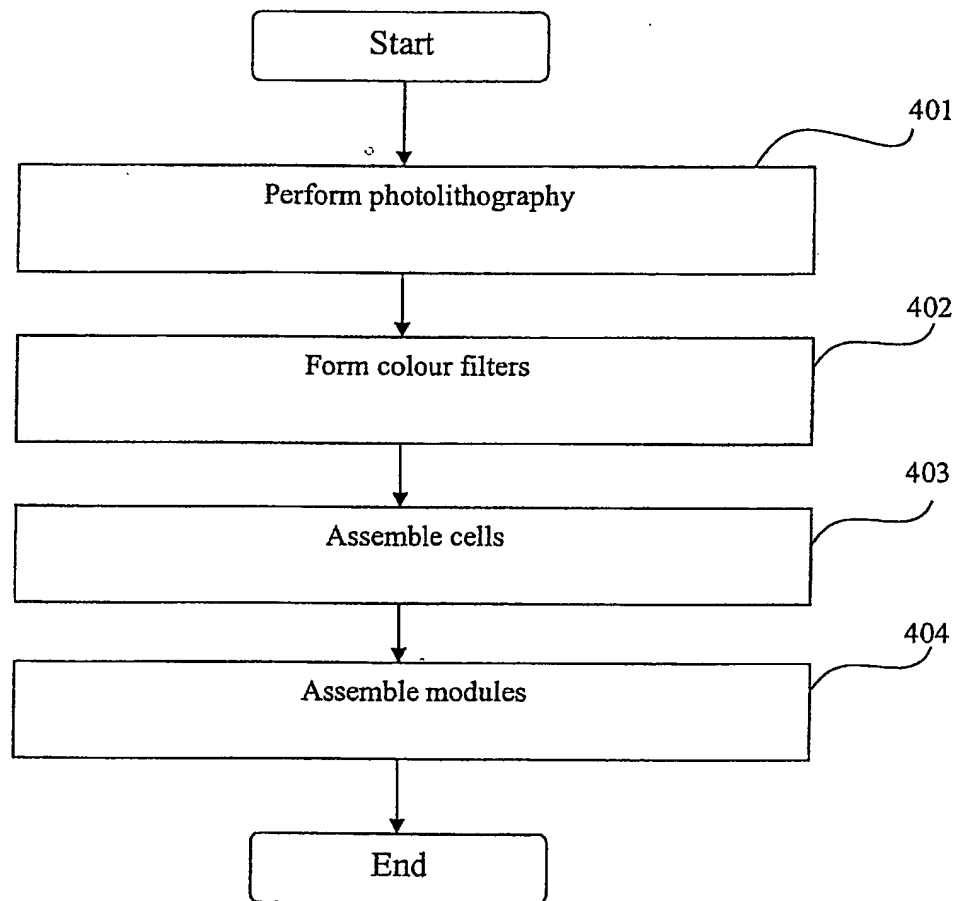 Start
401
Perform photolithography
402
Form colour filters
403
Assemble cells
404
Assemble modules
End